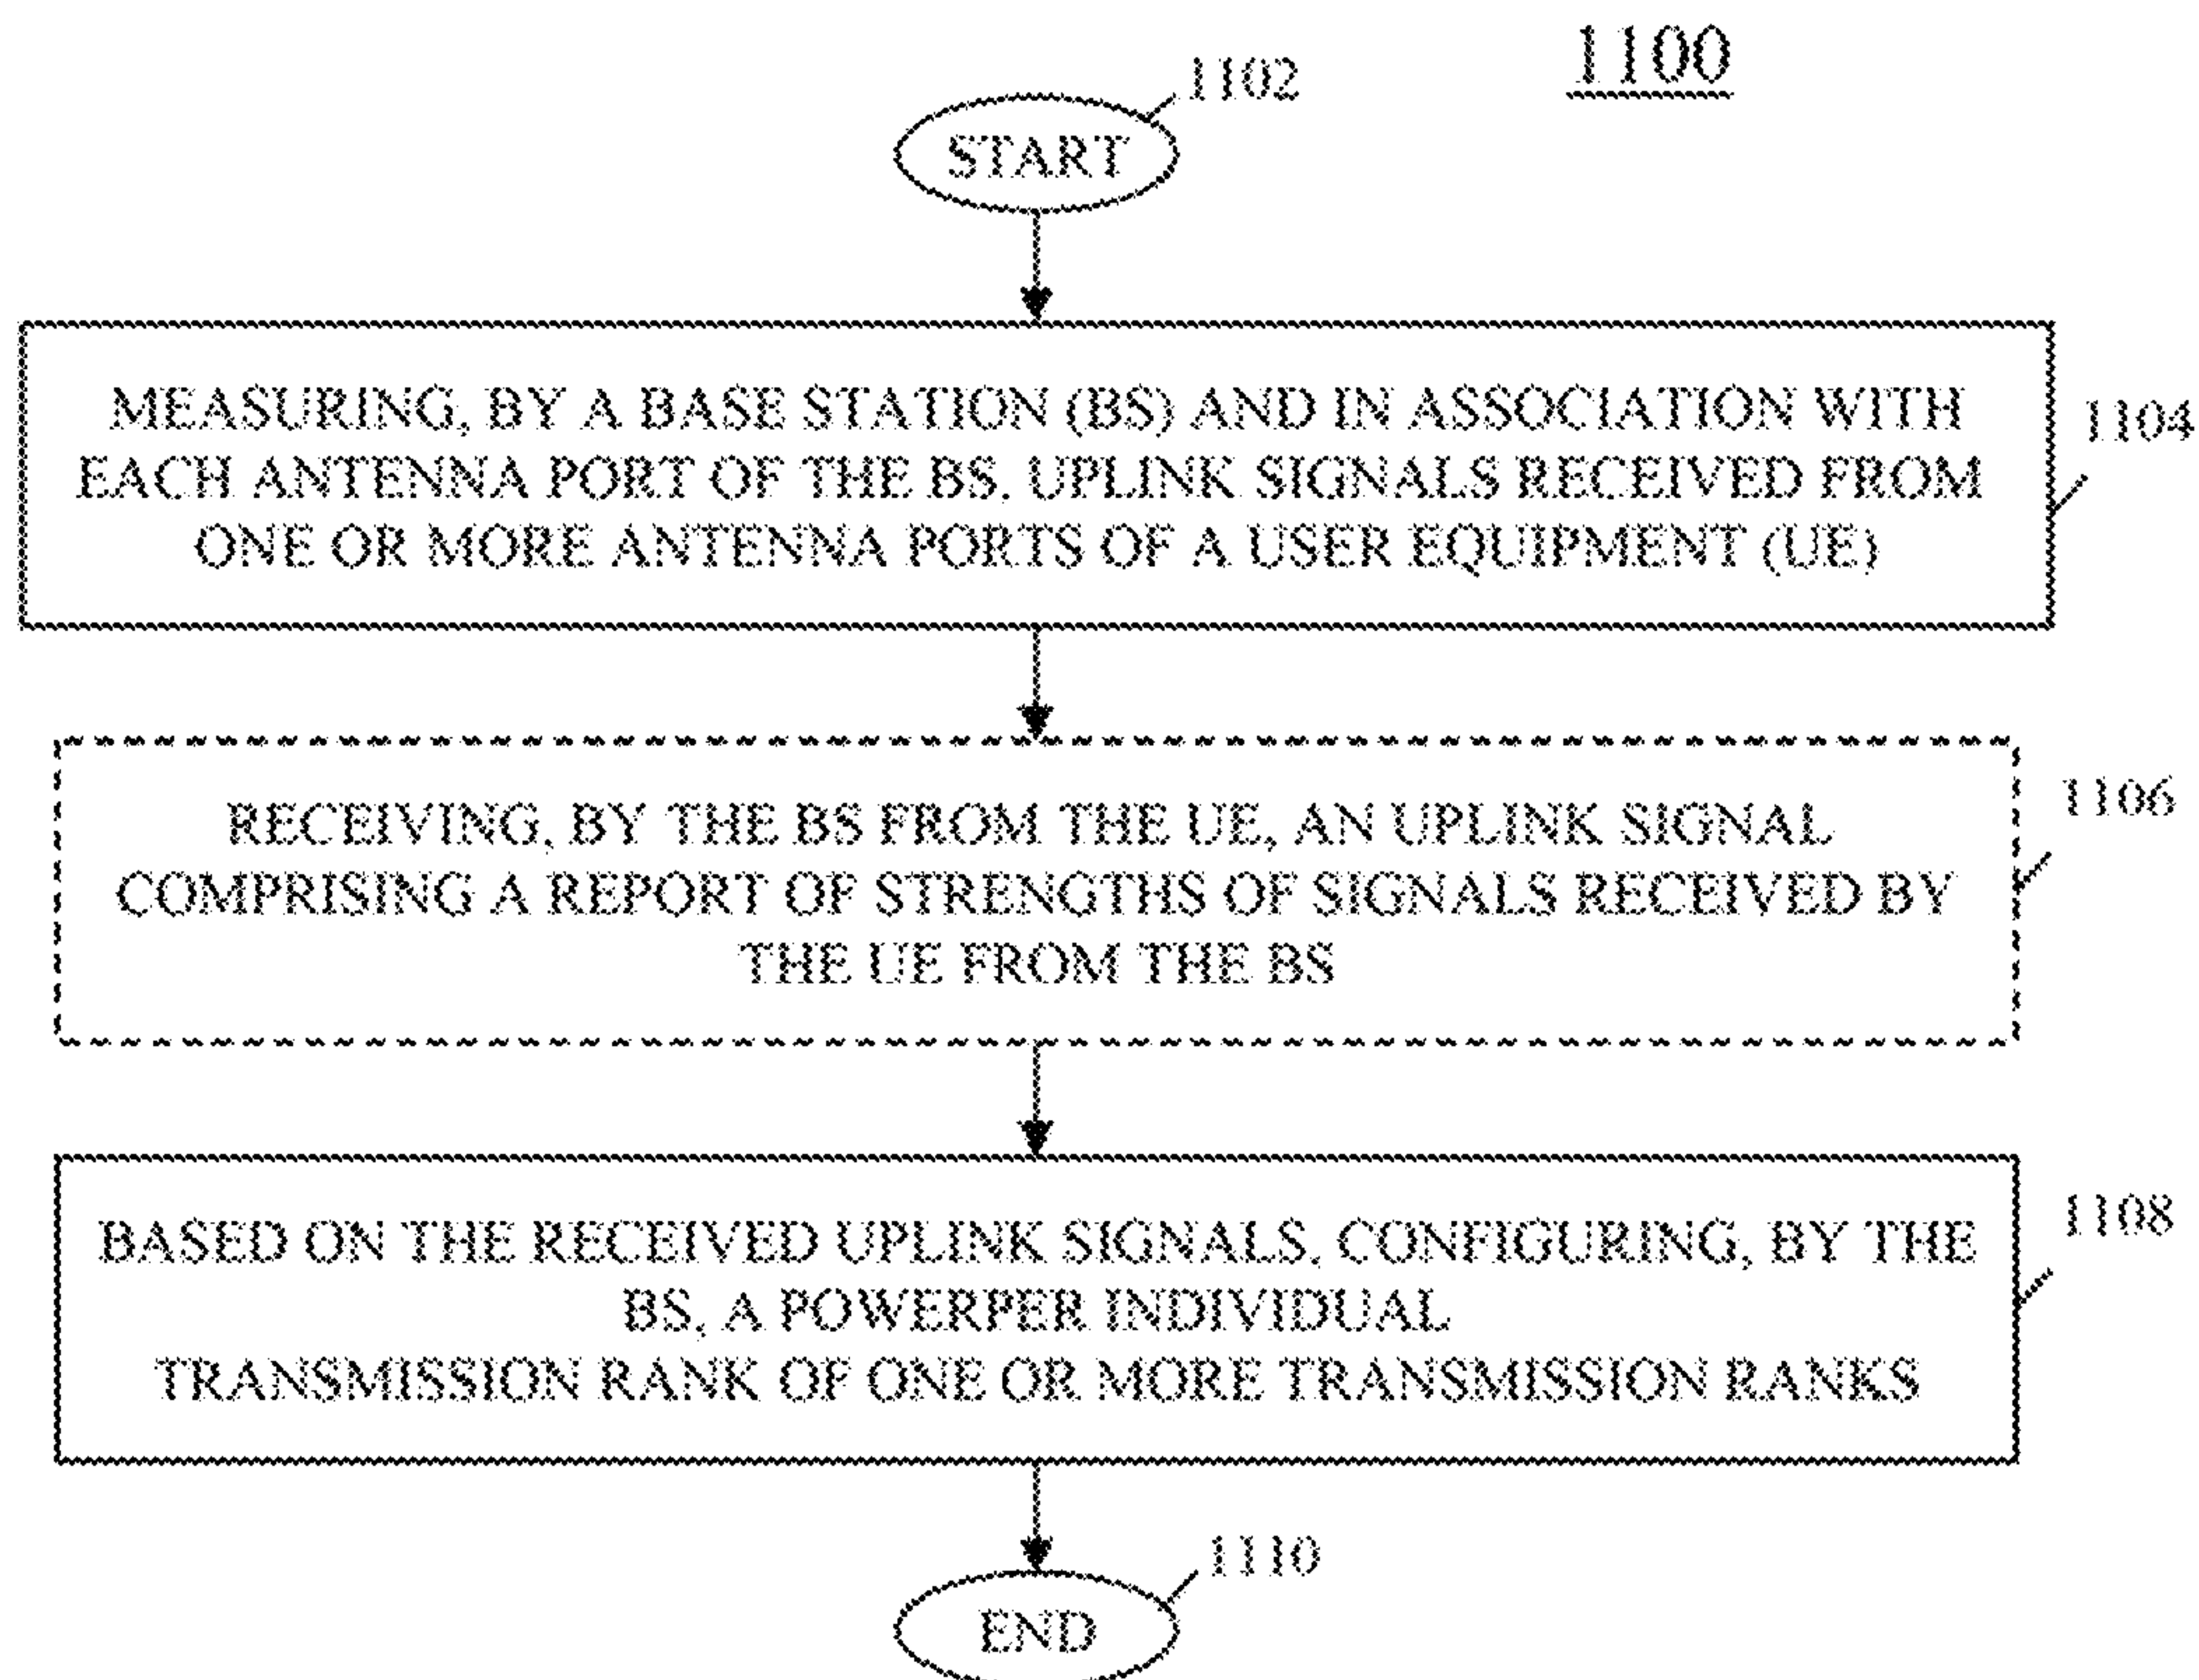 1100
1102
START
MEASURING, BY A BASE STATION (BS) AND IN ASSOCIATION WITH
EACH ANTENNA PORT OF THE BS. UPLINK SIGNALS RECEIVED FROM
ONE OR MORE ANTENNA PORTS OF A USER EQUIPMENT (UE)
1104
RECEIVING, BY THE BS FROM THE UE, AN UPLINK SIGNAL
COMPRISING A REPORT OF STRENGTHS OF SIGNALS RECEIVED BY
THE UE FROM THE BS
1106
BASED ON THE RECEIVED UPLINK SIGNALS, CONFIGURING, BY THE
BS, A POWERPER INDIVIDUAL
TRANSMISSION RANK OF ONE OR MORE TRANSMISSION RANKS
1108
1110
END